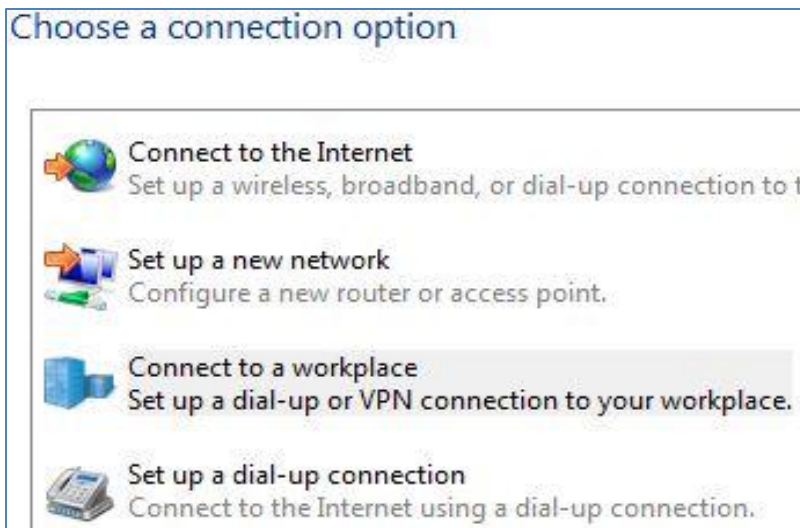 Choose a connection option
Connect to the Internet
Set up a wireless, broadband, or dial-up connection to
Set up a new network
Configure a new router or access point.
Connect to a workplace
Set up a dial-up or VPN connection to your workplace.
Set up a dial-up connection
Connect to the Internet using a dial-up connection.